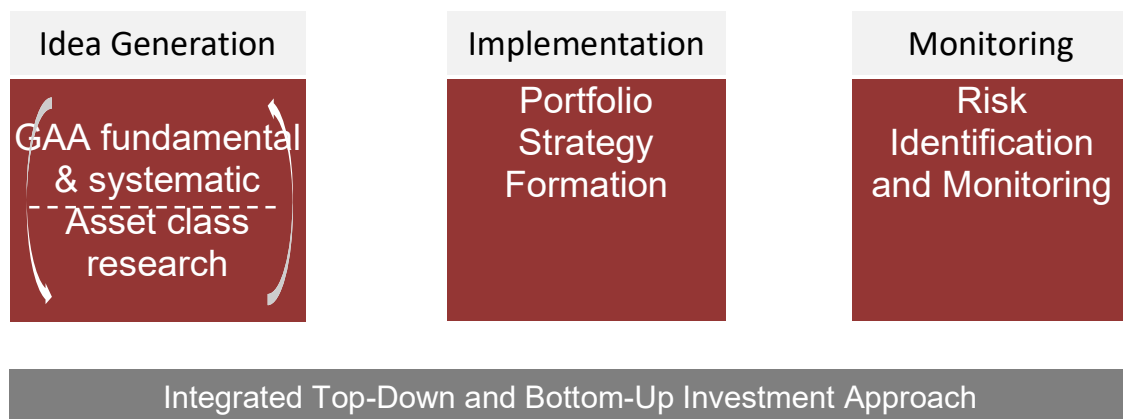 Idea Generation
GAA fundamental
& systematic
Asset class
research
Implementation
Portfolio
Strategy
Formation
Monitoring
Risk
Identification
and Monitoring
Integrated Top-Down and Bottom-Up Investment Approach